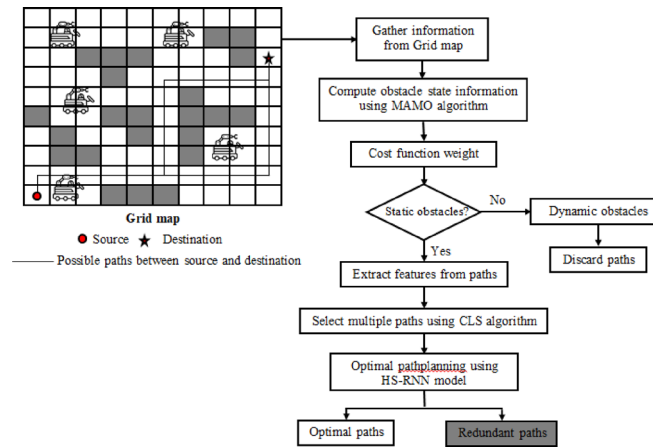 Grid map
Source
Destination
Possible paths between source and destination
Gather information
from Grid map
Compute obstacle state information
using MAMO algorithm
Cost function weight
Static obstacles?
No
Dynamic obstacles
Discard paths
Yes
Extract features from paths
Select multiple paths using CLS algorithm
Optimal pathplanning using
HS-RNN model
Optimal paths
Redundant paths